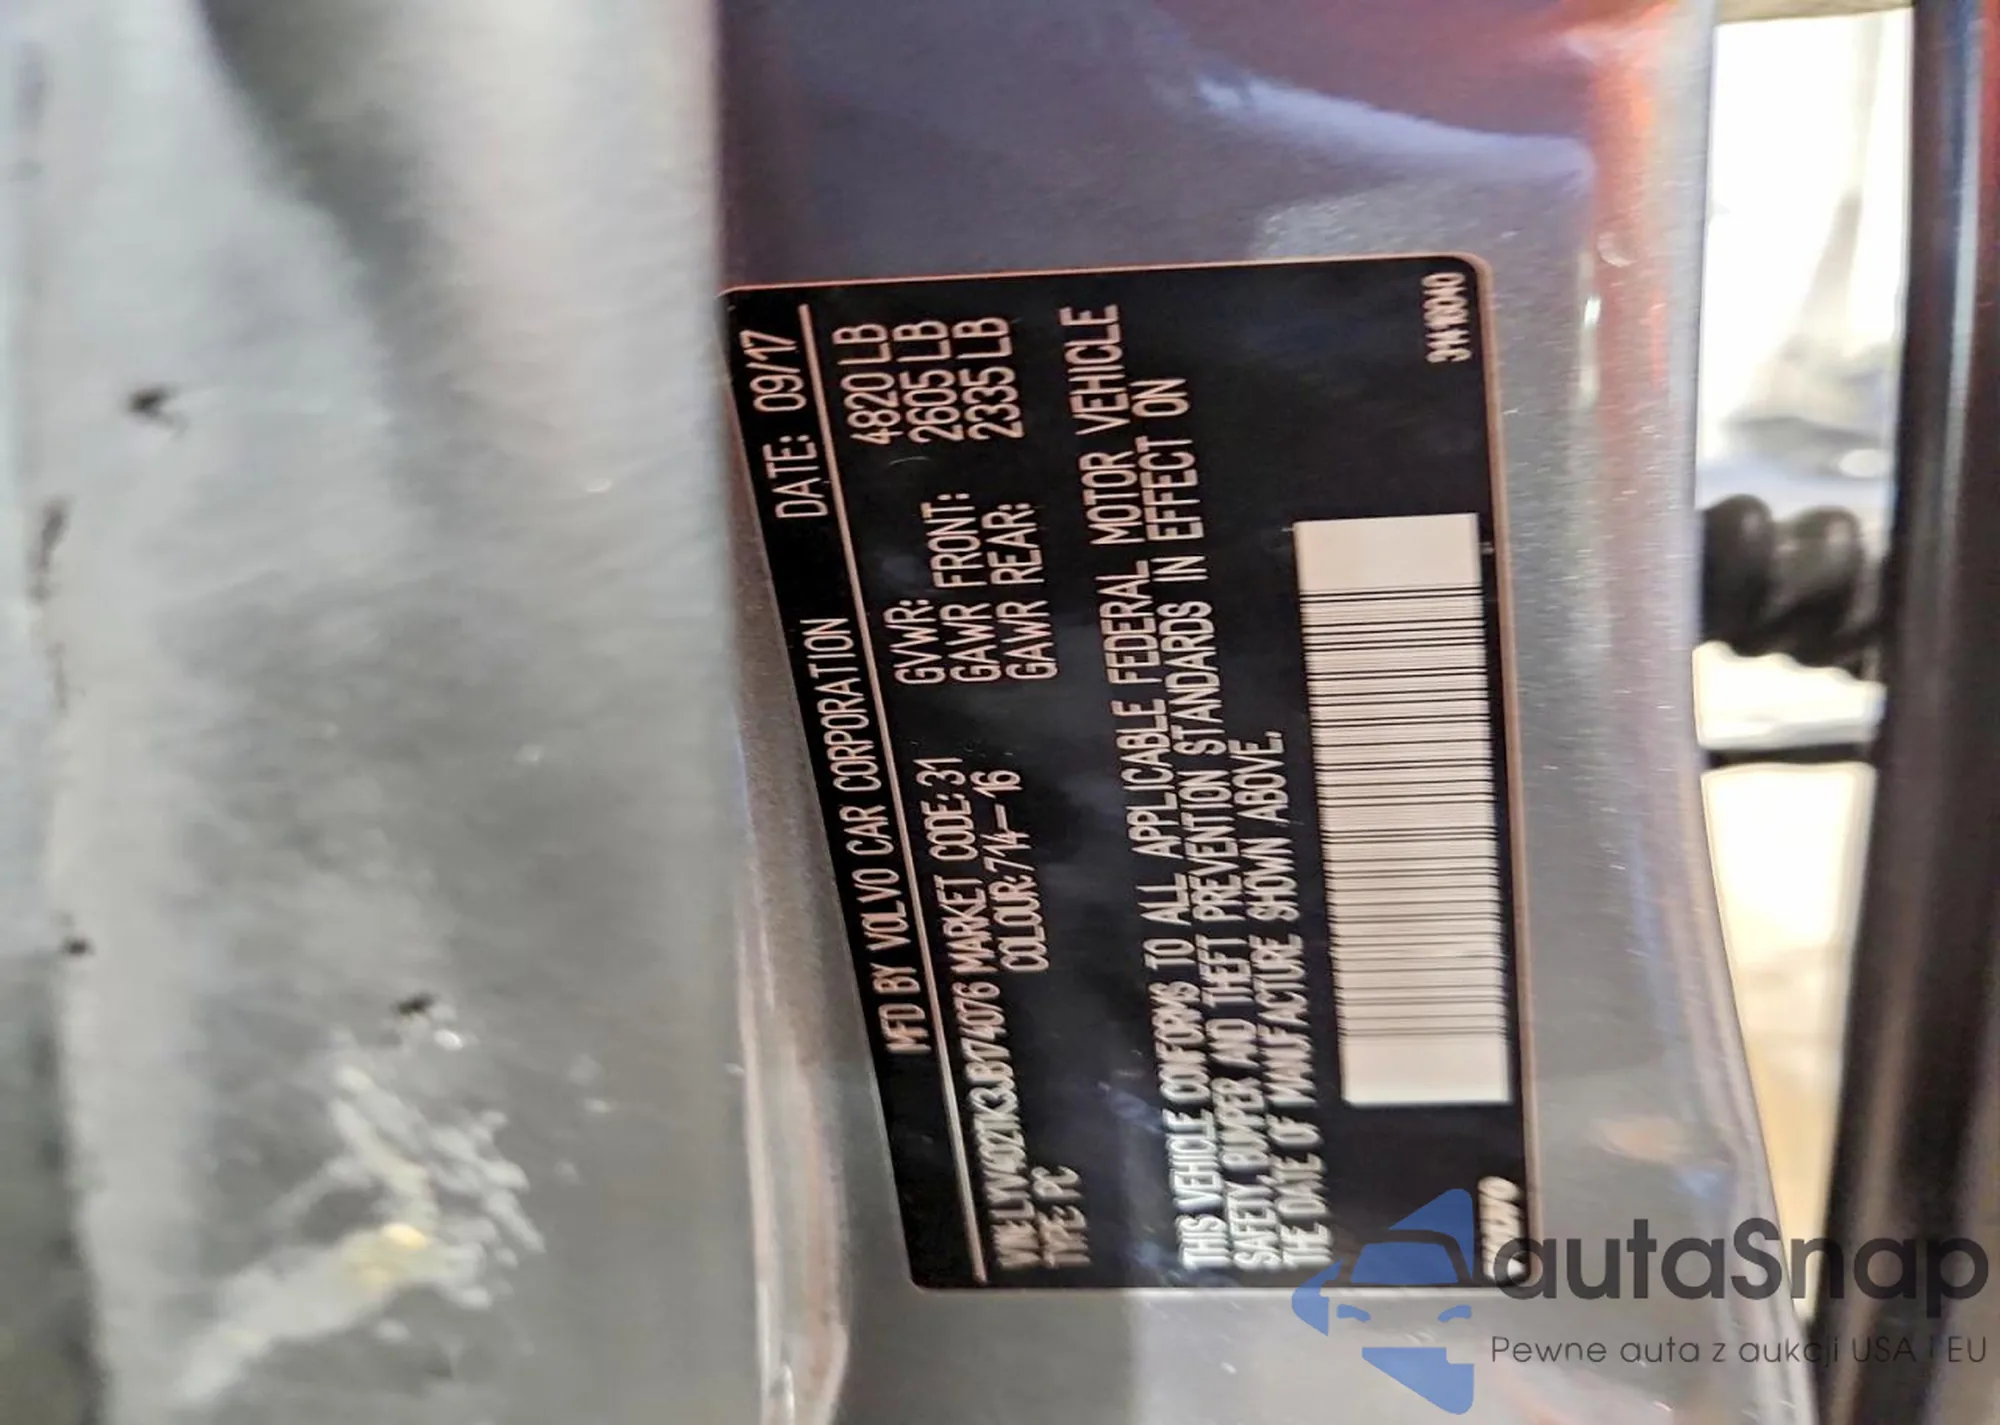 MFD BY VOLVO CAR CORPORATION DATE: 09/17
VIN: LYV402TK3JB174076 MARKET CODE: 31 GVWR: 4820 LB
TYPE: PC COLOUR: 714-16 GAWR FRONT: 2605 LB
GAWR REAR: 2335 LB
THIS VEHICLE CONFORMS TO ALL APPLICABLE FEDERAL MOTOR VEHICLE
SAFETY, BUMPER AND THEFT PREVENTION STANDARDS IN EFFECT ON
THE DATE OF MANUFACTURE SHOWN ABOVE.
autaSnap
Pewne auta z aukcji USA i EU